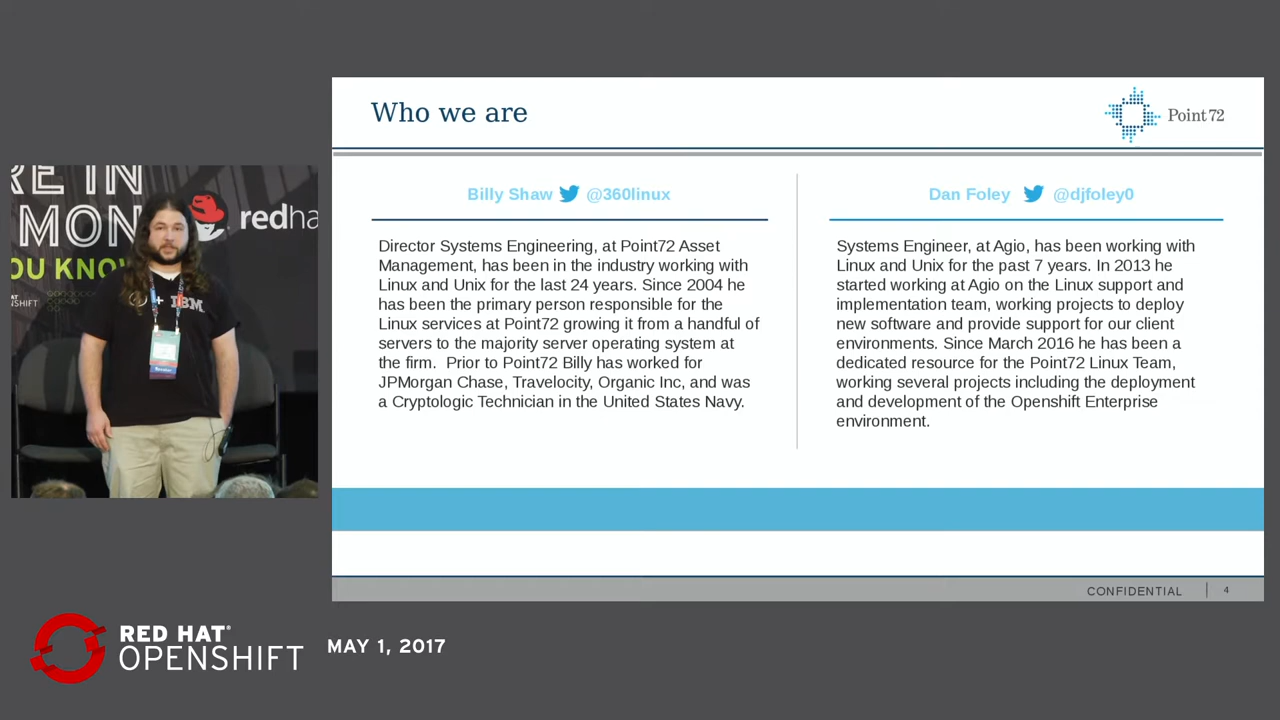 Who we are
Point72
Billy Shaw @360linux
Director Systems Engineering, at Point72 Asset
Management, has been in the industry working with
Linux and Unix for the last 24 years. Since 2004 he
has been the primary person responsible for the
Linux services at Point72 growing it from a handful of
servers to the majority server operating system at
the firm.  Prior to Point72 Billy has worked for
JPMorgan Chase, Travelocity, Organic Inc, and was
a Cryptologic Technician in the United States Navy.
Dan Foley @djfoley0
Systems Engineer, at Agio, has been working with
Linux and Unix for the past 7 years. In 2013 he
started working at Agio on the Linux support and
implementation team, working projects to deploy
new software and provide support for our client
environments. Since March 2016 he has been a
dedicated resource for the Point72 Linux Team,
working several projects including the deployment
and development of the Openshift Enterprise
environment.
CONFIDENTIAL 4
RE IN
MON
OU KNOW
redha
+ IBM
Speaker
RED HAT®
OPENSHIFT
MAY 1, 2017